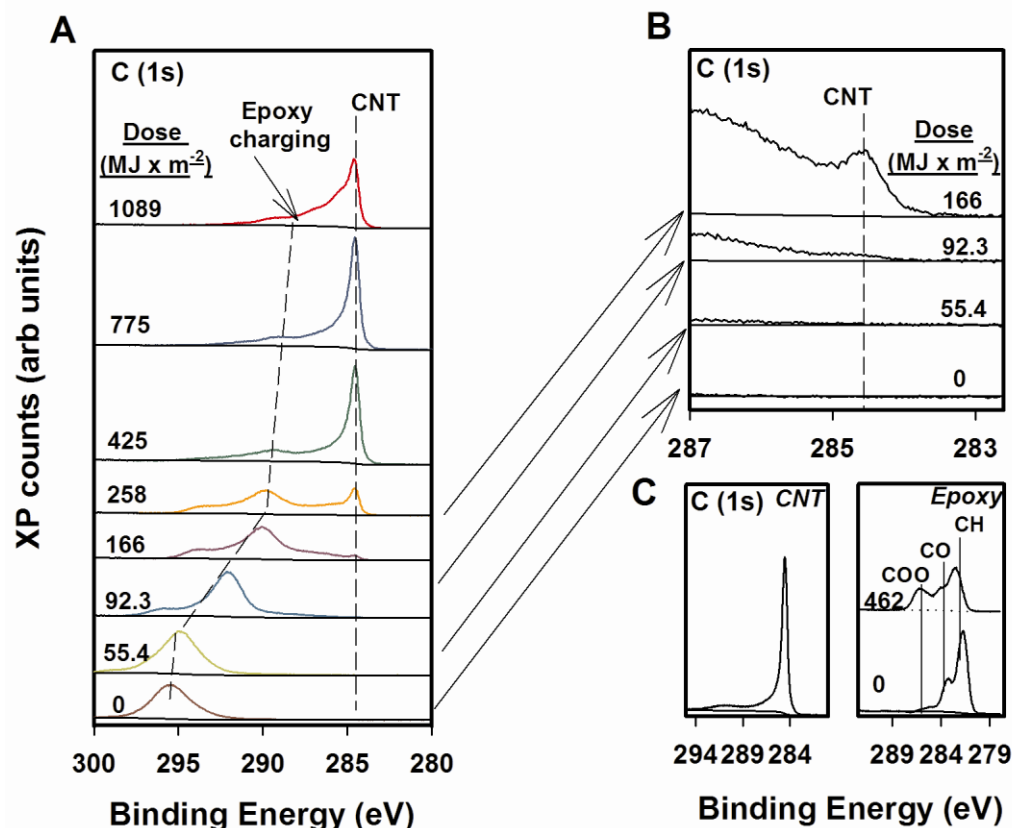 A
C (1s)
Epoxy
charging
CNT
Dose
(MJ x m-2)
1089
775
425
258
166
92.3
55.4
0
300 295 290 285 280
Binding Energy (eV)
XP counts (arb units)
B
C (1s)
CNT
Dose
(MJ x m-2)
166
92.3
55.4
0
287 285 283
C
C (1s) CNT
294 289 284
Epoxy
CH
CO
COO
462
0
289 284 279
Binding Energy (eV)